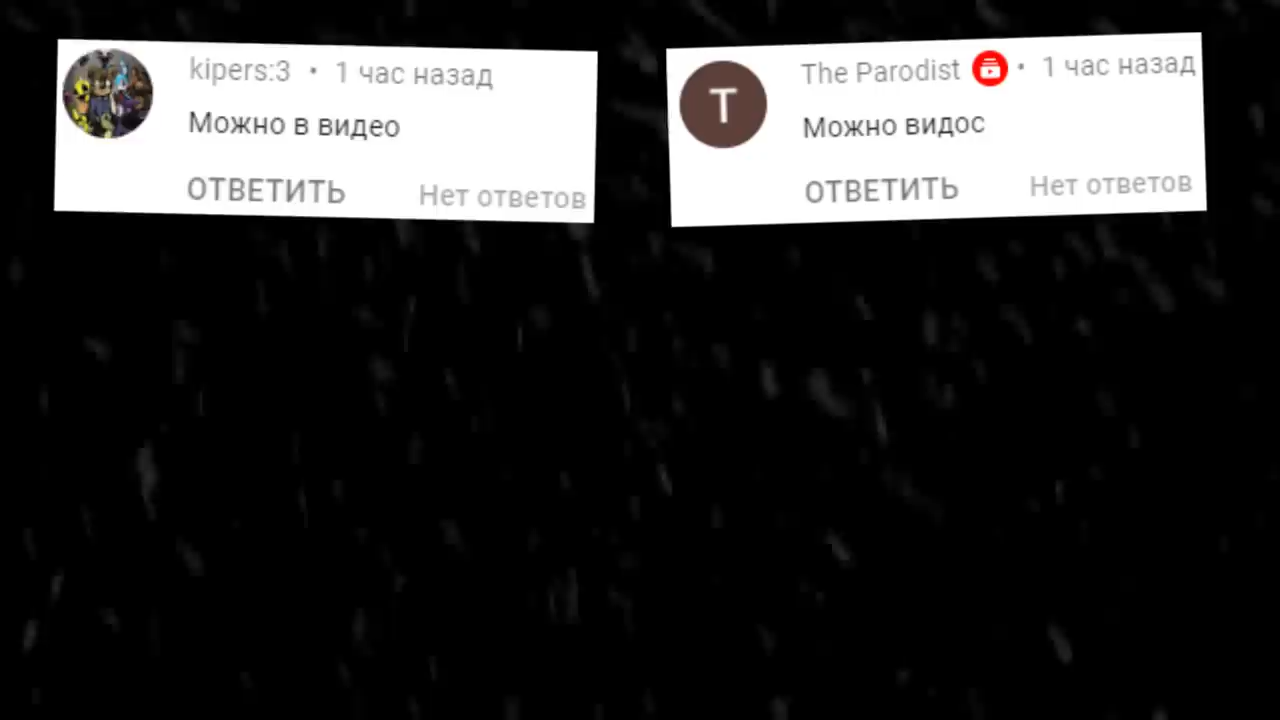 kipers:3 • 1 час назад
Можно в видео
ОТВЕТИТЬ Нет ответов
The Parodist • 1 час назад
Можно видос
ОТВЕТИТЬ Нет ответов
T